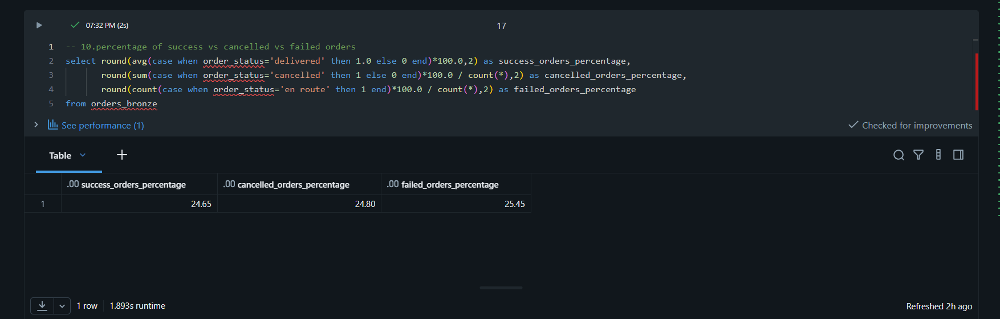 07:32 PM (2s)
17
1 -- 10.percentage of success vs cancelled vs failed orders
2 select round(avg(case when order_status='delivered' then 1.0 else 0 end)*100.0,2) as success_orders_percentage,
3 round(sum(case when order_status='cancelled' then 1 else 0 end)*100.0 / count(*),2) as cancelled_orders_percentage,
4 round(count(case when order_status='en route' then 1 end)*100.0 / count(*),2) as failed_orders_percentage
5 from orders_bronze
See performance (1) Checked for improvements
Table
.00 success_orders_percentage .00 cancelled_orders_percentage .00 failed_orders_percentage
1 24.65 24.80 25.45
1 row 1.893s runtime Refreshed 2h ago